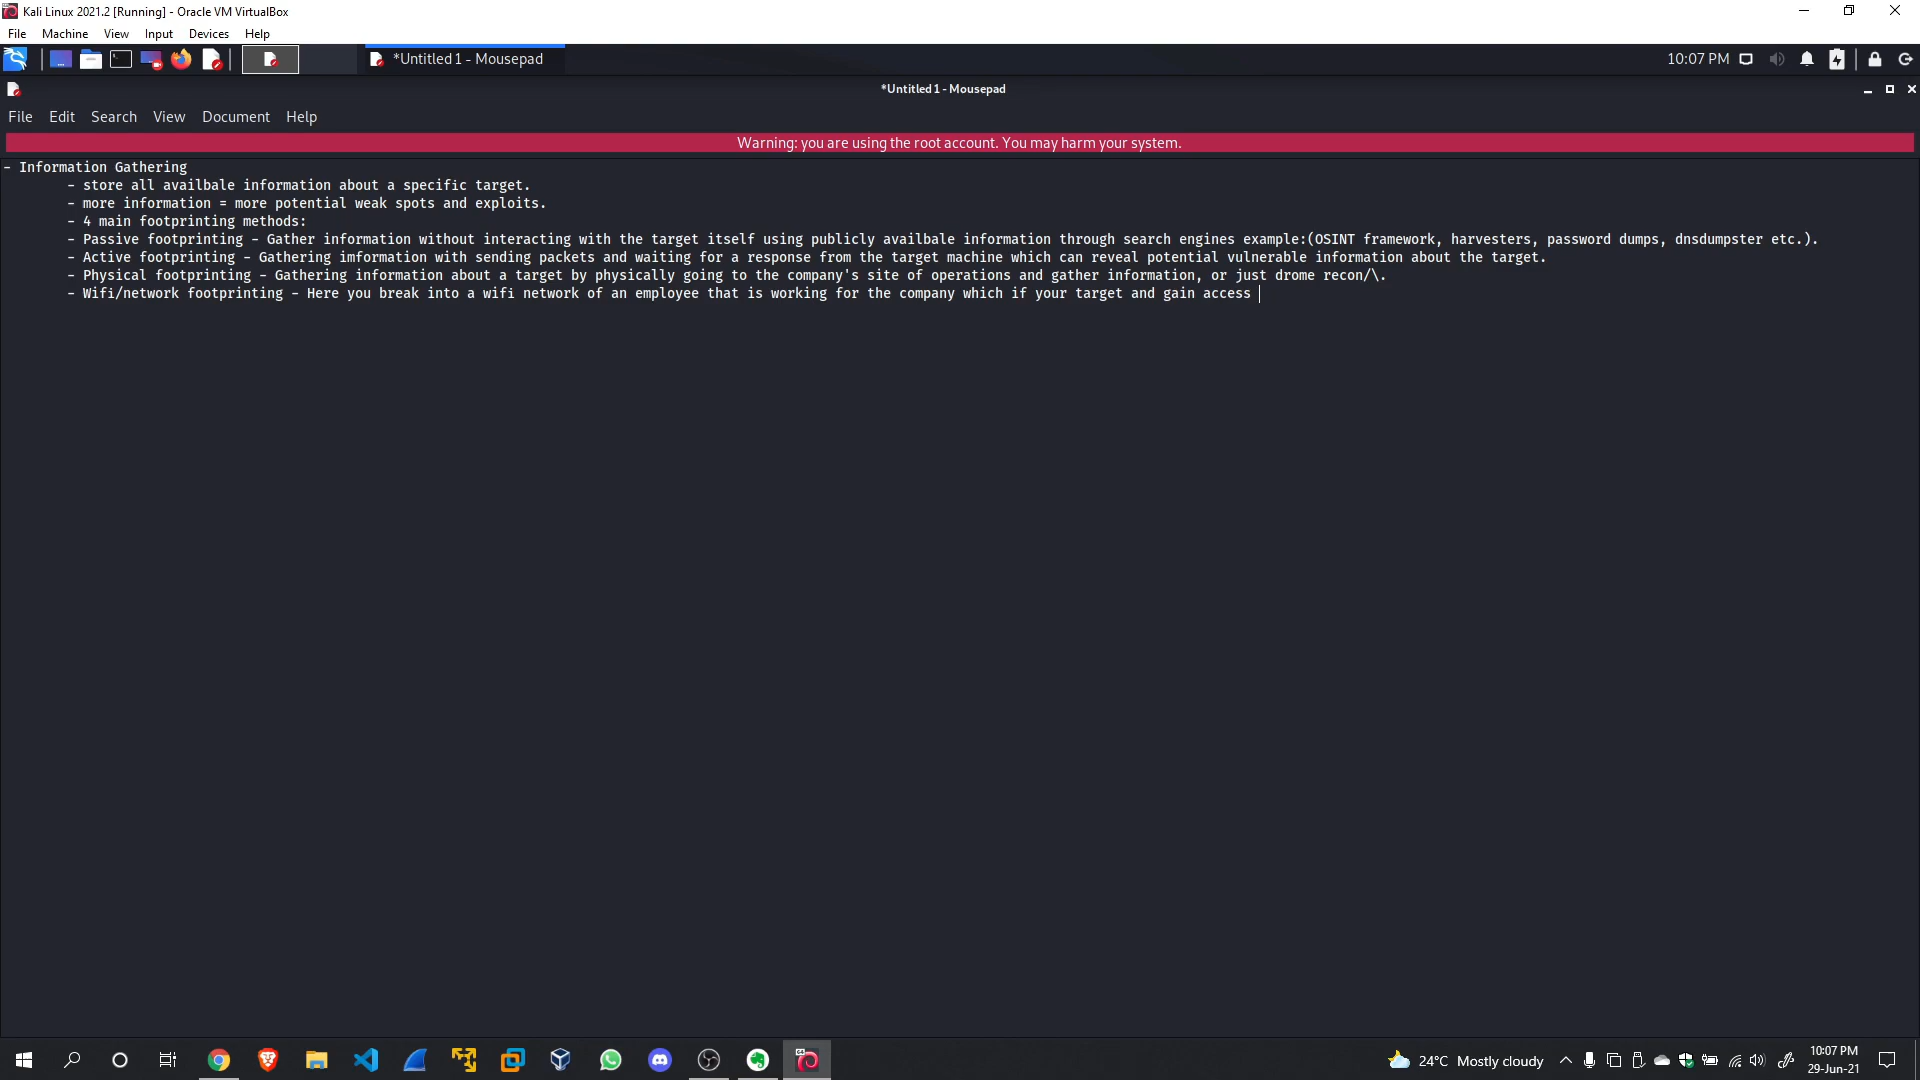 Kali Linux 2021.2 [Running] - Oracle VM VirtualBox
File Machine View Input Devices Help
*Untitled 1 - Mousepad 10:07 PM
*Untitled 1 - Mousepad
File Edit Search View Document Help
Warning: you are using the root account. You may harm your system.
- Information Gathering
- store all availbale information about a specific target.
- more information = more potential weak spots and exploits.
- 4 main footprinting methods:
- Passive footprinting - Gather information without interacting with the target itself using publicly availbale information through search engines example:(OSINT framework, harvesters, password dumps, dnsdumpster etc.).
- Active footprinting - Gathering imformation with sending packets and waiting for a response from the target machine which can reveal potential vulnerable information about the target.
- Physical footprinting - Gathering information about a target by physically going to the company's site of operations and gather information, or just drome recon/\.
- Wifi/network footprinting - Here you break into a wifi network of an employee that is working for the company which if your target and gain access
24°C Mostly cloudy 10:07 PM
29-Jun-21